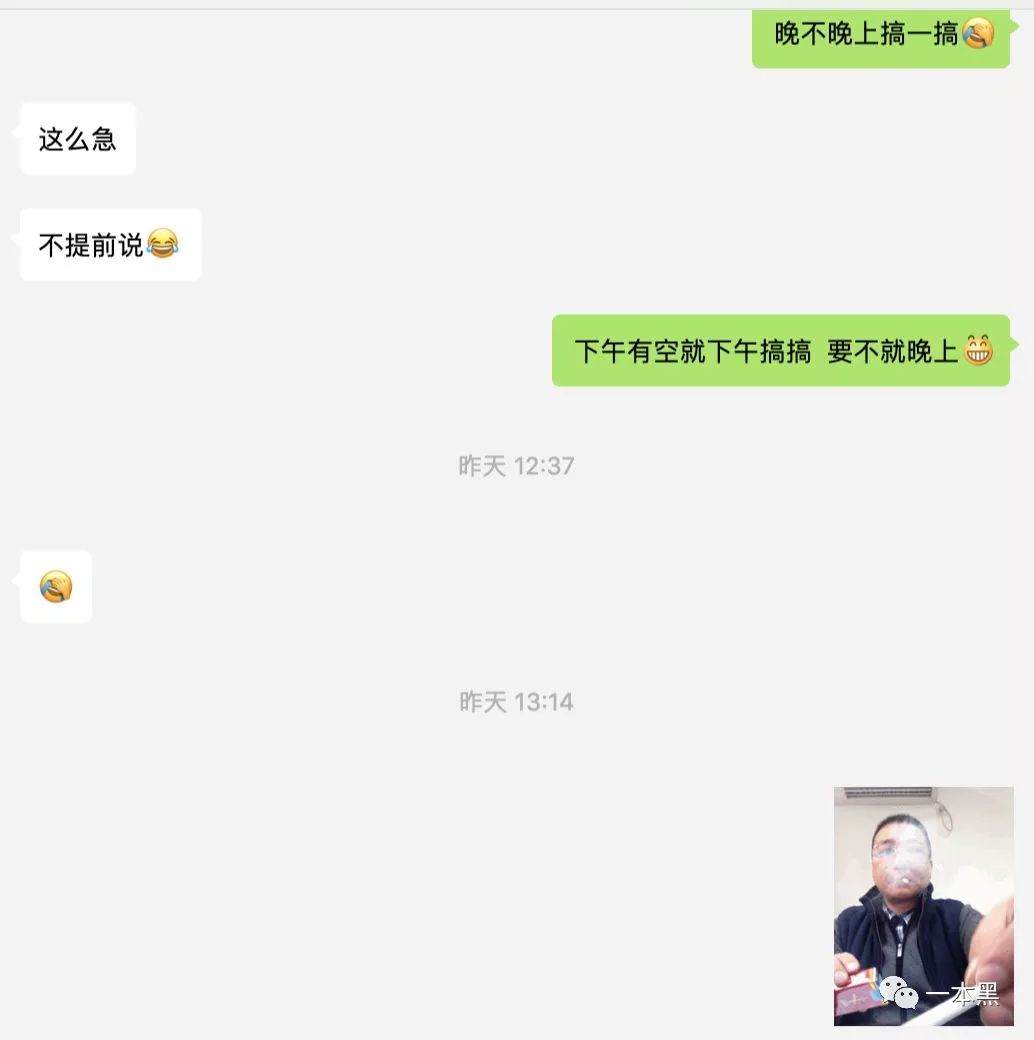 晚不晚上搞一搞🤦
这么急
不提前说😂
下午有空就下午搞搞 要不就晚上😁
昨天 12:37
🤦
昨天 13:14
一本黑